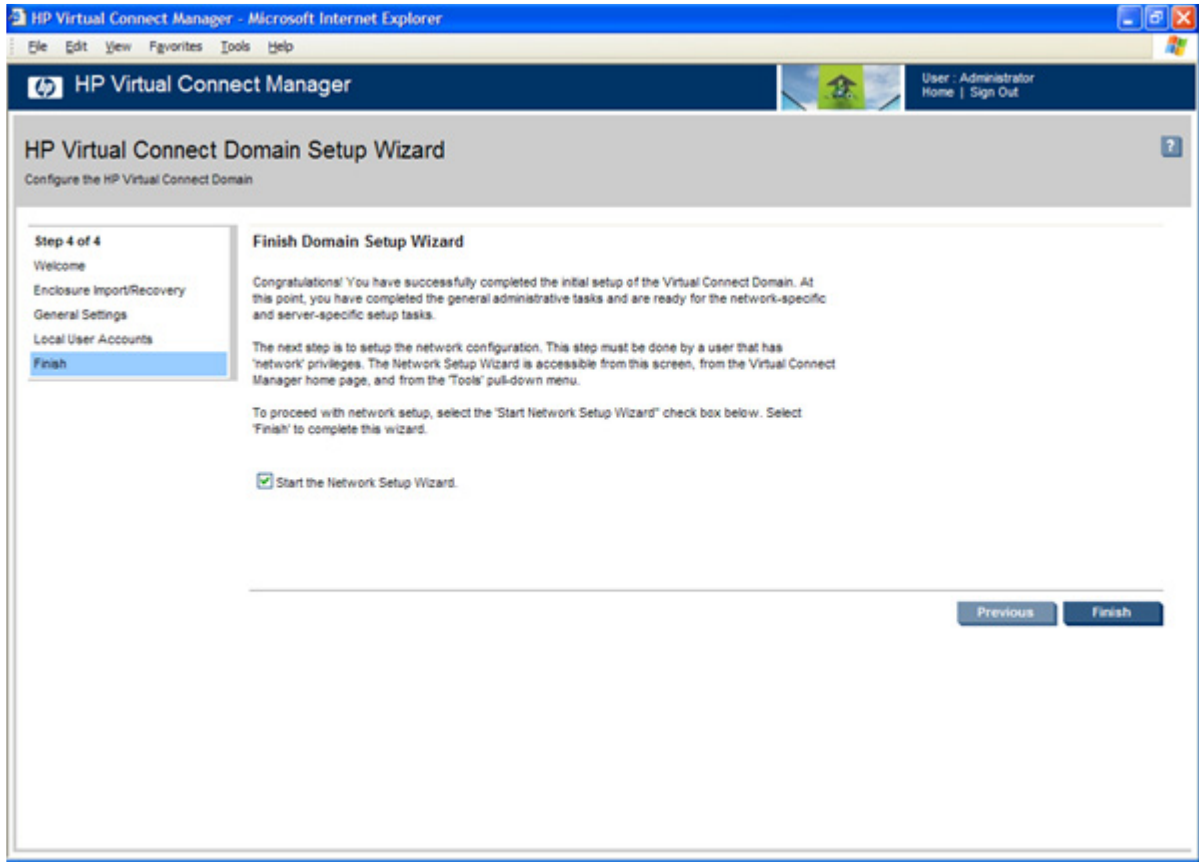 HP Virtual Connect Manager - Microsoft Internet Explorer
File Edit View Favorites Tools Help
hp HP Virtual Connect Manager
User : Administrator
Home | Sign Out
HP Virtual Connect Domain Setup Wizard
?
Configure the HP Virtual Connect Domain
Step 4 of 4
Welcome
Enclosure Import/Recovery
General Settings
Local User Accounts
Finish
Finish Domain Setup Wizard
Congratulations! You have successfully completed the initial setup of the Virtual Connect Domain. At
this point, you have completed the general administrative tasks and are ready for the network-specific
and server-specific setup tasks.
The next step is to setup the network configuration. This step must be done by a user that has
'network' privileges. The Network Setup Wizard is accessible from this screen, from the Virtual Connect
Manager home page, and from the 'Tools' pull-down menu.
To proceed with network setup, select the 'Start Network Setup Wizard" check box below. Select
'Finish' to complete this wizard.
Start the Network Setup Wizard.
Previous Finish